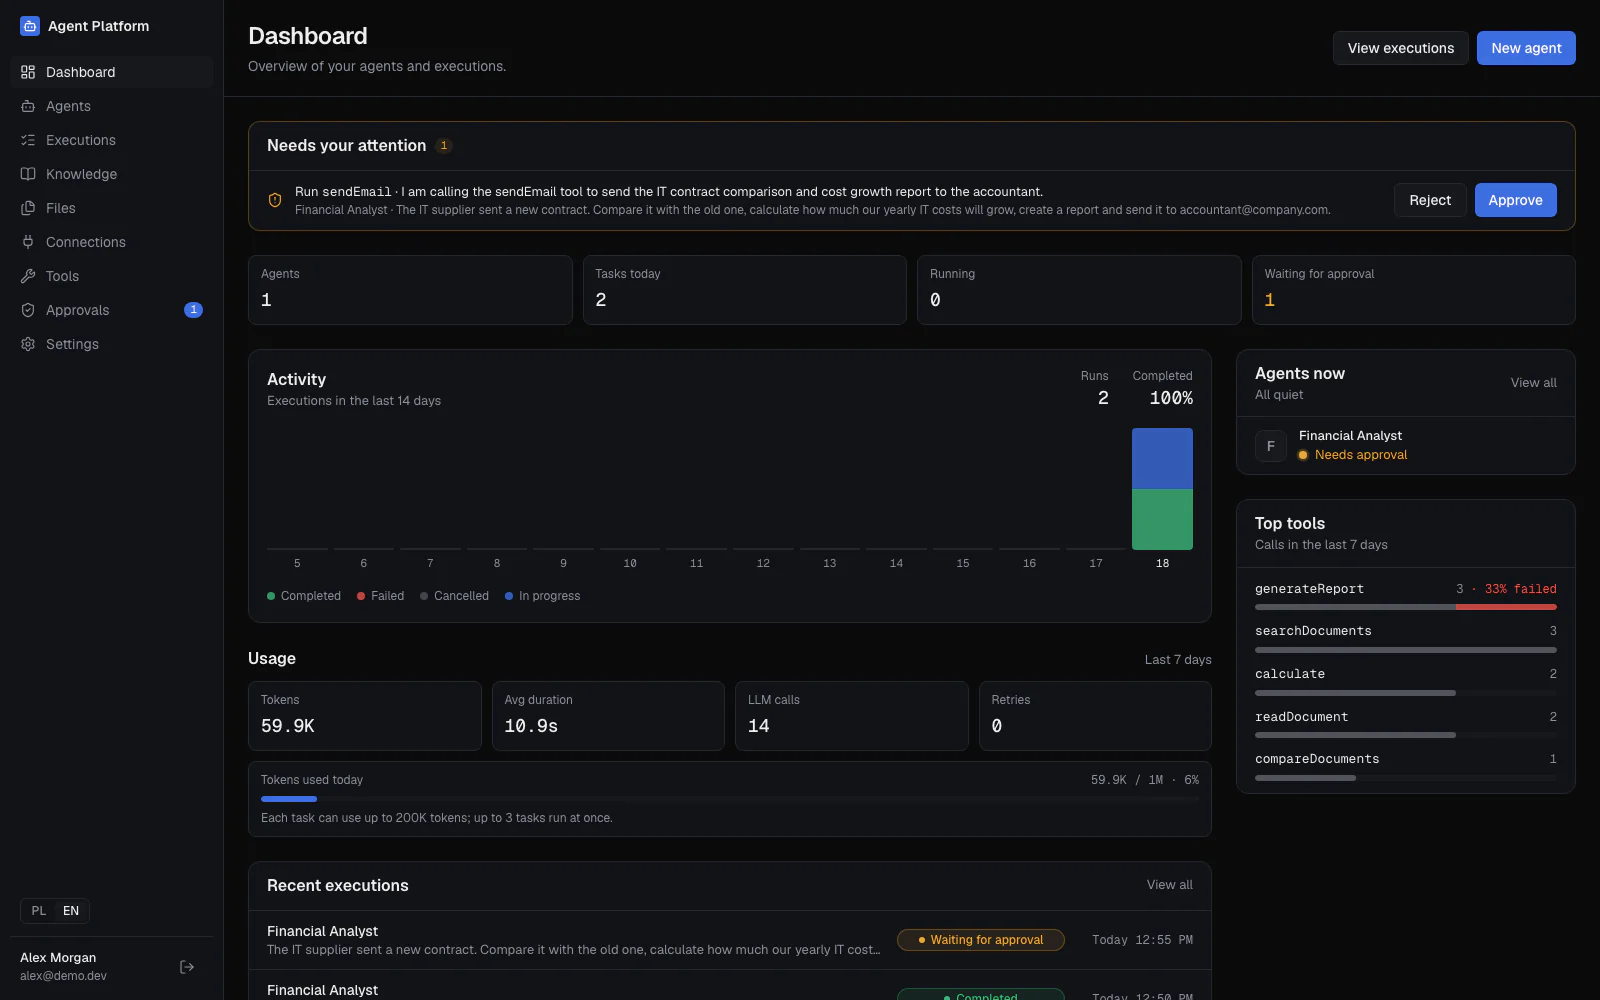 Agent Platform
Dashboard
Agents
Executions
Knowledge
Files
Connections
Tools
Approvals 1
Settings
PL EN
Alex Morgan
alex@demo.dev
Dashboard
Overview of your agents and executions.
View executions
New agent
Needs your attention 1
Run sendEmail · I am calling the sendEmail tool to send the IT contract comparison and cost growth report to the accountant.
Financial Analyst · The IT supplier sent a new contract. Compare it with the old one, calculate how much our yearly IT costs will grow, create a report and send it to accountant@company.com.
Reject
Approve
Agents
1
Tasks today
2
Running
0
Waiting for approval
1
Activity
Executions in the last 14 days
Runs
2
Completed
100%
5 6 7 8 9 10 11 12 13 14 15 16 17 18
Completed Failed Cancelled In progress
Usage
Last 7 days
Tokens
59.9K
Avg duration
10.9s
LLM calls
14
Retries
0
Tokens used today
59.9K / 1M · 6%
Each task can use up to 200K tokens; up to 3 tasks run at once.
Recent executions
View all
Financial Analyst
The IT supplier sent a new contract. Compare it with the old one, calculate how much our yearly IT cost…
Waiting for approval
Today 12:55 PM
Financial Analyst
Completed
Today 12:50 PM
Agents now
All quiet
View all
F
Financial Analyst
Needs approval
Top tools
Calls in the last 7 days
generateReport 3 · 33% failed
searchDocuments 3
calculate 2
readDocument 2
compareDocuments 1